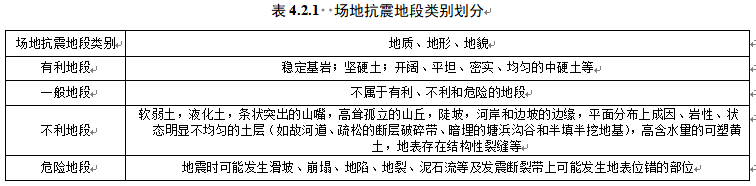 表 4.2.1 场地抗震地段类别划分
场地抗震地段类别 地质、地形、地貌
有利地段 稳定基岩；坚硬土；开阔、平坦、密实、均匀的中硬土等
一般地段 不属于有利、不利和危险的地段
软弱土，液化土，条状突出的山嘴，高耸孤立的山丘，陡坡，河岸和边坡的边缘，平面分布上成因、岩性、状
不利地段 态明显不均匀的土层（如故河道、疏松的断层破碎带、暗埋的塘浜沟谷和半填半挖地基），高含水量的可塑黄
土，地表存在结构性裂缝等
危险地段 地震时可能发生滑坡、崩塌、地陷、地裂、泥石流等及发震断裂带上可能发生地表位错的部位